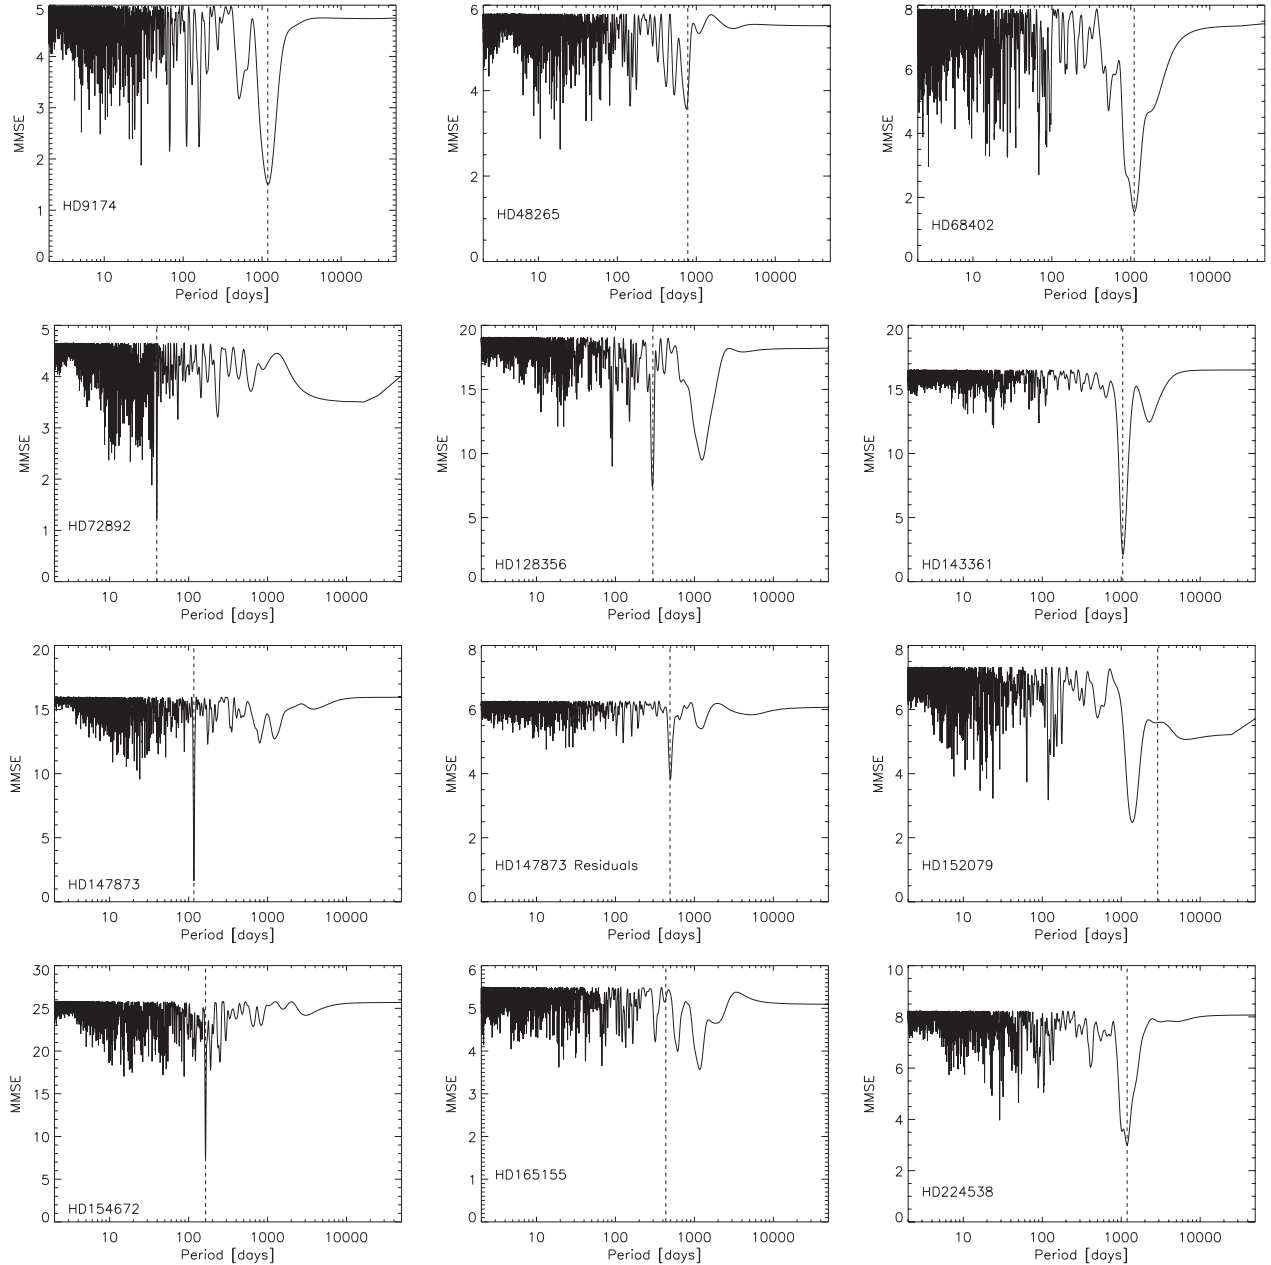 5
4
3
2
1
0
MMSE
HD9174
10 100 1000 10000
Period [days]
6
4
2
0
MMSE
HD48265
10 100 1000 10000
Period [days]
8
6
4
2
0
MMSE
HD68402
10 100 1000 10000
Period [days]
5
4
3
2
1
0
MMSE
HD72892
10 100 1000 10000
Period [days]
20
15
10
5
0
MMSE
HD128356
10 100 1000 10000
Period [days]
20
15
10
5
0
MMSE
HD143361
10 100 1000 10000
Period [days]
20
15
10
5
0
MMSE
HD147873
10 100 1000 10000
Period [days]
8
6
4
2
0
MMSE
HD147873 Residuals
10 100 1000 10000
Period [days]
8
6
4
2
0
MMSE
HD152079
10 100 1000 10000
Period [days]
30
25
20
15
10
5
0
MMSE
HD154672
10 100 1000 10000
Period [days]
6
5
4
3
2
1
0
MMSE
HD165155
10 100 1000 10000
Period [days]
10
8
6
4
2
0
MMSE
HD224538
10 100 1000 10000
Period [days]